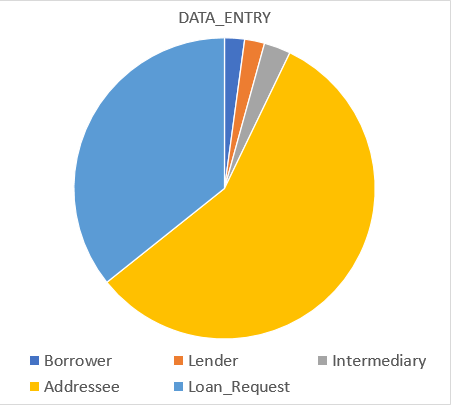 DATA_ENTRY
Borrower Lender Intermediary
Addressee Loan_Request